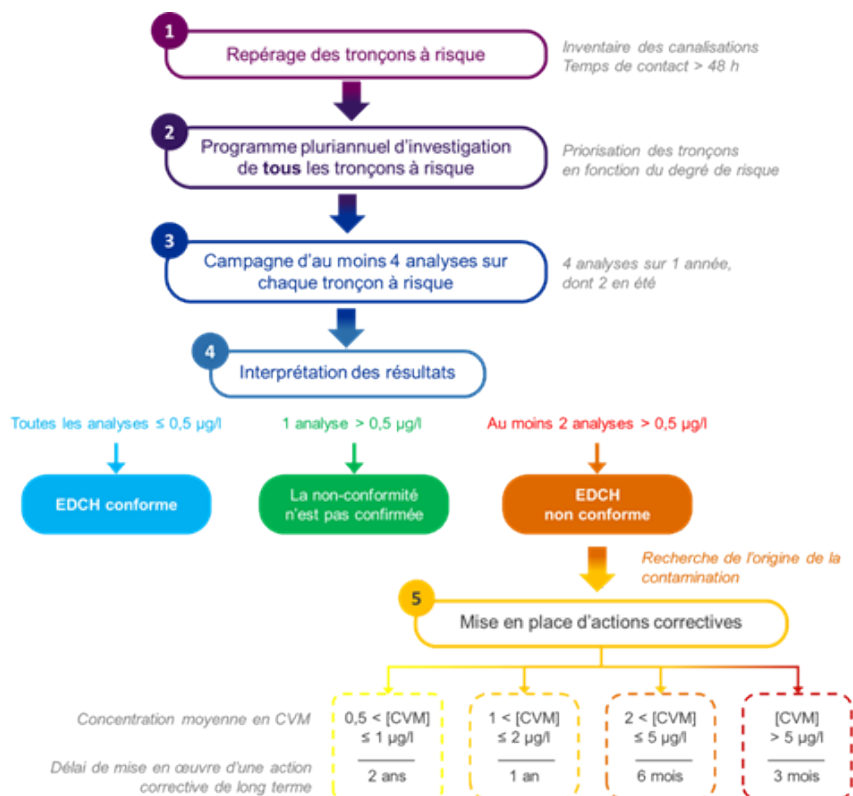 1
Repérage des tronçons à risque
Inventaire des canalisations
Temps de contact > 48 h
2
Programme pluriannuel d'investigation
de tous les tronçons à risque
Priorisation des tronçons
en fonction du degré de risque
3
Campagne d'au moins 4 analyses sur
chaque tronçon à risque
4 analyses sur 1 année,
dont 2 en été
4
Interprétation des résultats
Toutes les analyses ≤ 0,5 µg/l
1 analyse > 0,5 µg/l
Au moins 2 analyses > 0,5 µg/l
EDCH conforme
La non-conformité
n'est pas confirmée
EDCH
non conforme
Recherche de l'origine de la
contamination
5
Mise en place d'actions correctives
Concentration moyenne en CVM
0,5 < [CVM]
≤ 1 µg/l
1 < [CVM]
≤ 2 µg/l
2 < [CVM]
≤ 5 µg/l
[CVM]
> 5 µg/l
Délai de mise en œuvre d'une action
corrective de long terme
2 ans
1 an
6 mois
3 mois